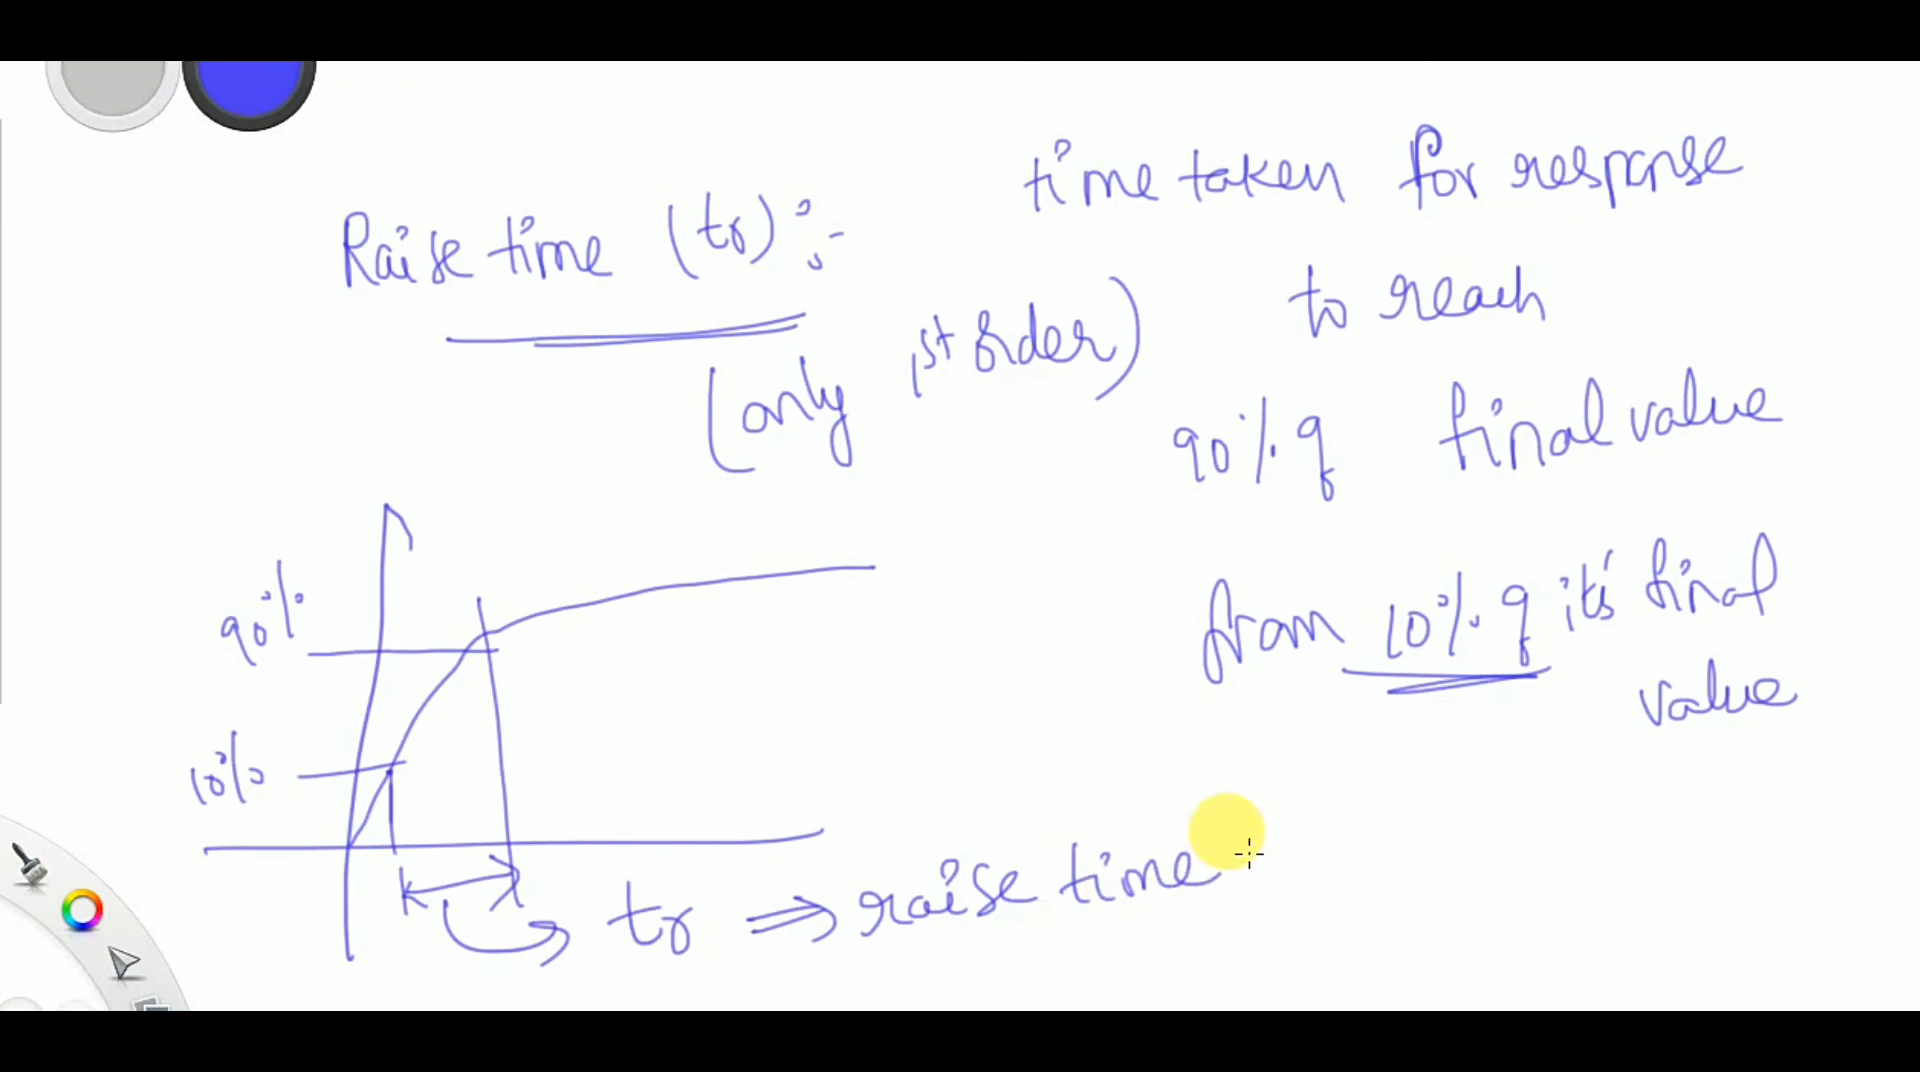 Raise time (tr) :-
(only 1st order)
time taken for response
to reach
90% of final value
from 10% of it's final
value
90%
10%
tr ⇒ raise time